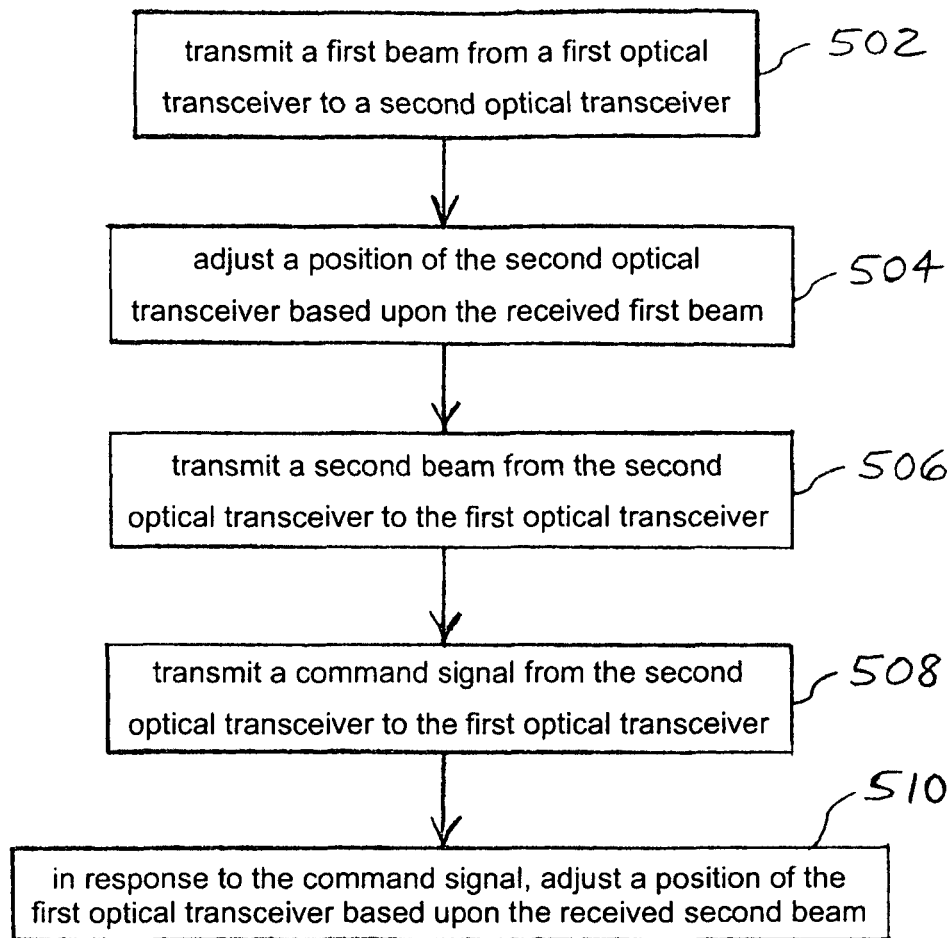 transmit a first beam from a first optical
transceiver to a second optical transceiver
502
adjust a position of the second optical
transceiver based upon the received first beam
504
transmit a second beam from the second
optical transceiver to the first optical transceiver
506
transmit a command signal from the second
optical transceiver to the first optical transceiver
508
510
in response to the command signal, adjust a position of the
first optical transceiver based upon the received second beam